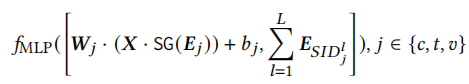 f_MLP([W_j · (X · SG(E_j)) + b_j, ∑_{l=1}^{L} E_{SID_j^l}]), j ∈ {c, t, v}